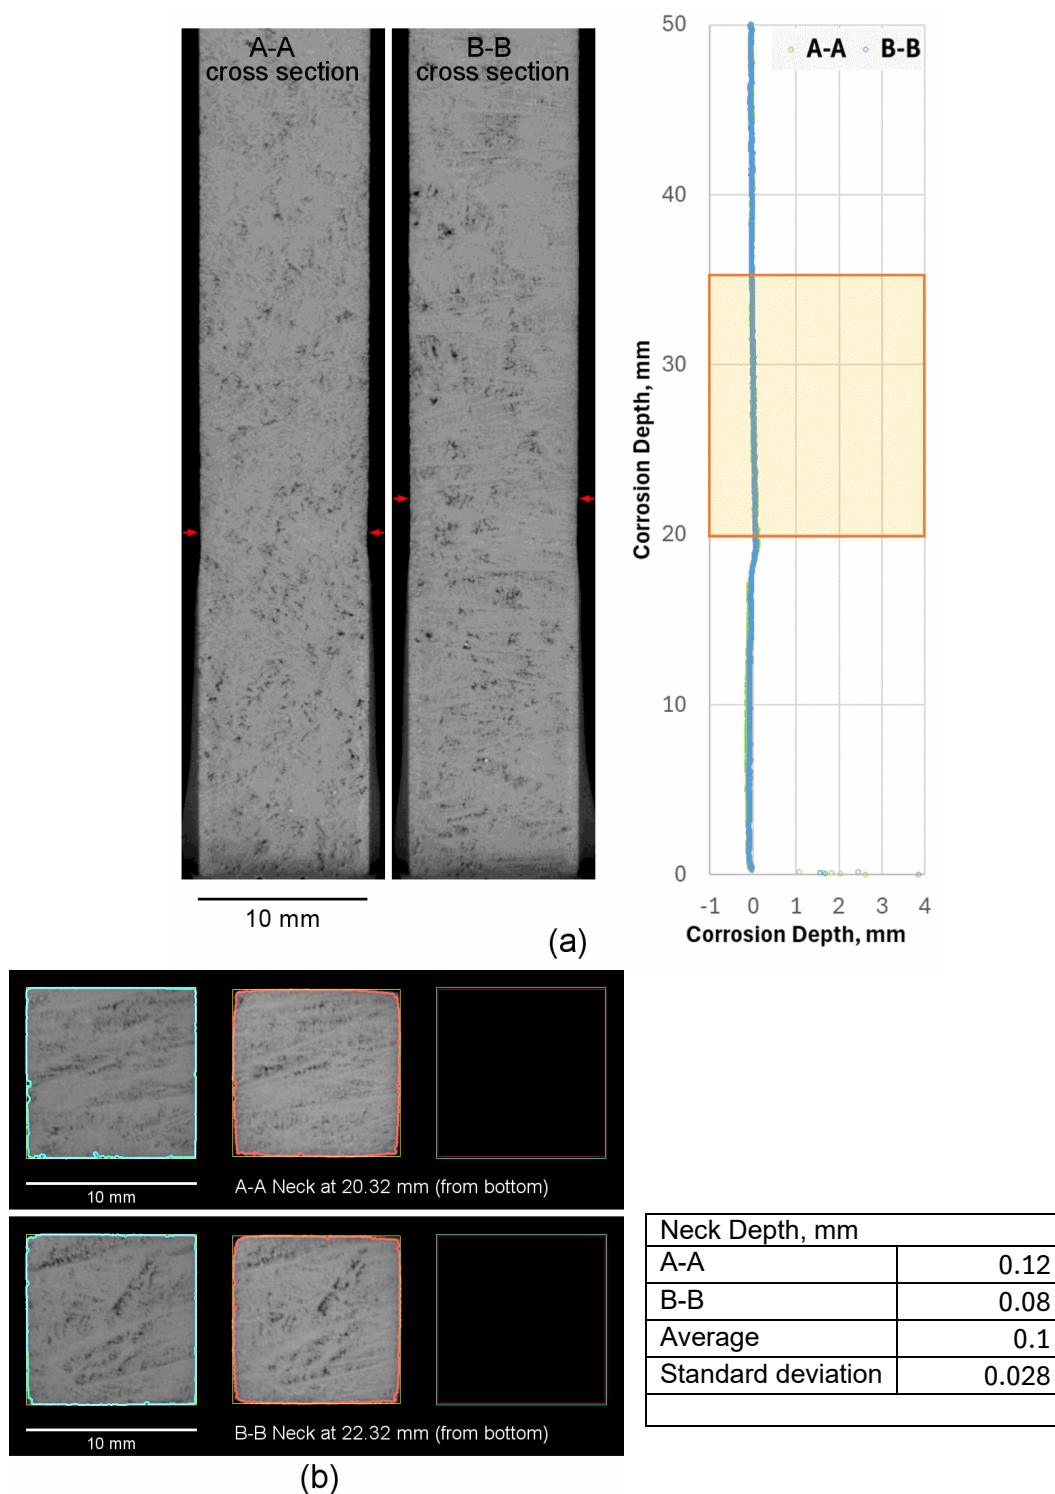 A-A
cross section
B-B
cross section
A-A B-B
50
40
30
20
10
0
Corrosion Depth, mm
-1 0 1 2 3 4
Corrosion Depth, mm
10 mm
(a)
10 mm
A-A Neck at 20.32 mm (from bottom)
10 mm
B-B Neck at 22.32 mm (from bottom)
(b)
Neck Depth, mm
A-A 0.12
B-B 0.08
Average 0.1
Standard deviation 0.028